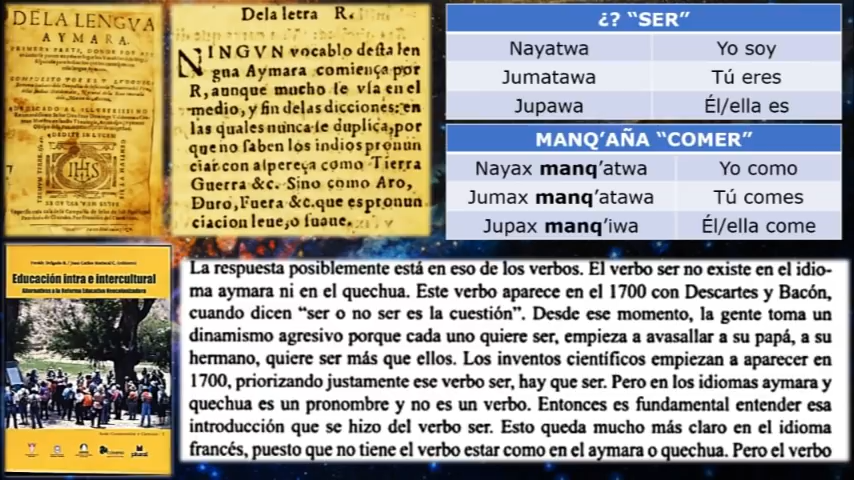 DE LA LENGVA
AYMARA.
PRIMERA PARTE, DONDE
De la letra R.
NINGVN vocablo desta len
gua Aymara comiença por
R, aunque mucho se vsa en el
medio, y fin de las dicciones: en
las quales nunca se duplica, por
que no saben los indios pronun
ciar con alpereça como Tierra
Guerra &c. Sino como Aro,
Duro, Fuera &c. que es pronun
ciacion leue, o suaue.
¿? “SER”
Nayatwa Yo soy
Jumatawa Tú eres
Jupawa Él/ella es
MANQ’AÑA “COMER”
Nayax manq’atwa Yo como
Jumax manq’atawa Tú comes
Jupax manq’iwa Él/ella come
IHS
Educación intra e intercultural
Alternativas a la Reforma Educativa Neocolonizadora
plural
La respuesta posiblemente está en eso de los verbos. El verbo ser no existe en el idio-
ma aymara ni en el quechua. Este verbo aparece en el 1700 con Descartes y Bacón,
cuando dicen “ser o no ser es la cuestión”. Desde ese momento, la gente toma un
dinamismo agresivo porque cada uno quiere ser, empieza a avasallar a su papá, a su
hermano, quiere ser más que ellos. Los inventos científicos empiezan a aparecer en
1700, priorizando justamente ese verbo ser, hay que ser. Pero en los idiomas aymara y
quechua es un pronombre y no es un verbo. Entonces es fundamental entender esa
introducción que se hizo del verbo ser. Esto queda mucho más claro en el idioma
francés, puesto que no tiene el verbo estar como en el aymara o quechua. Pero el verbo